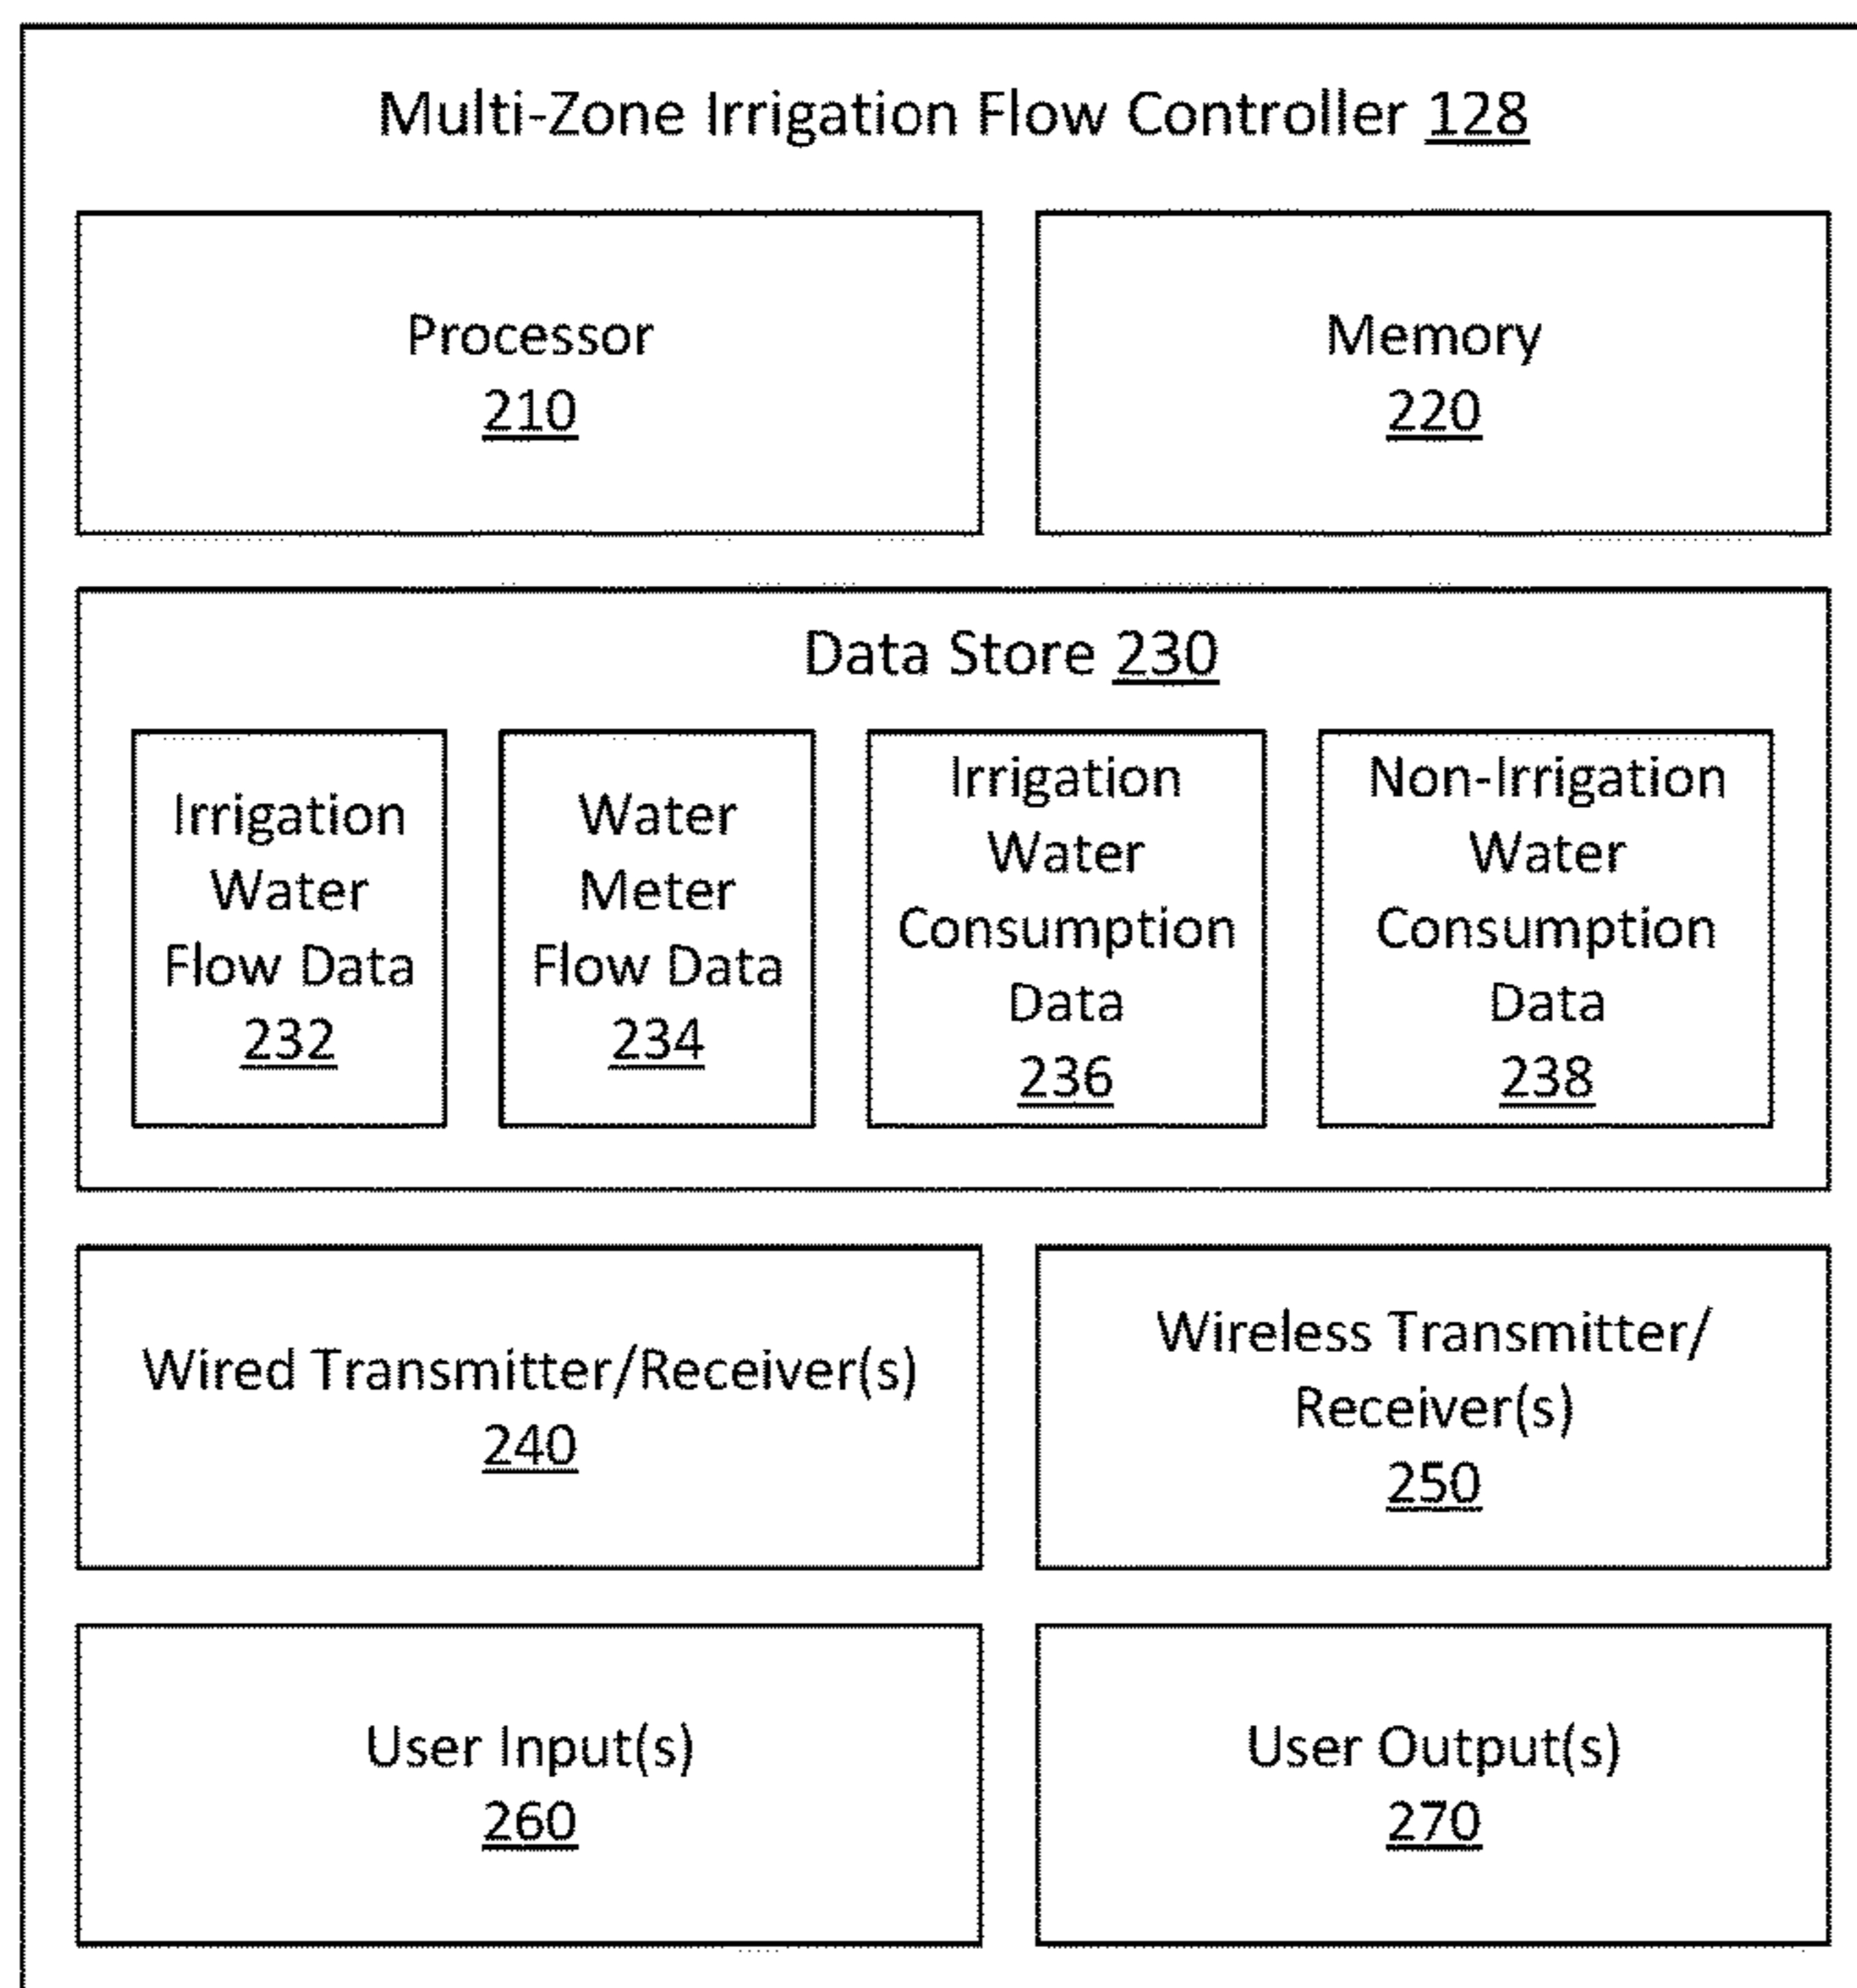 Multi-Zone Irrigation Flow Controller 128
Processor
210
Memory
220
Data Store 230
Irrigation
Water
Flow Data
232
Water
Meter
Flow Data
234
Irrigation
Water
Consumption
Data
236
Non-Irrigation
Water
Consumption
Data
238
Wired Transmitter/Receiver(s)
240
Wireless Transmitter/
Receiver(s)
250
User Input(s)
260
User Output(s)
270